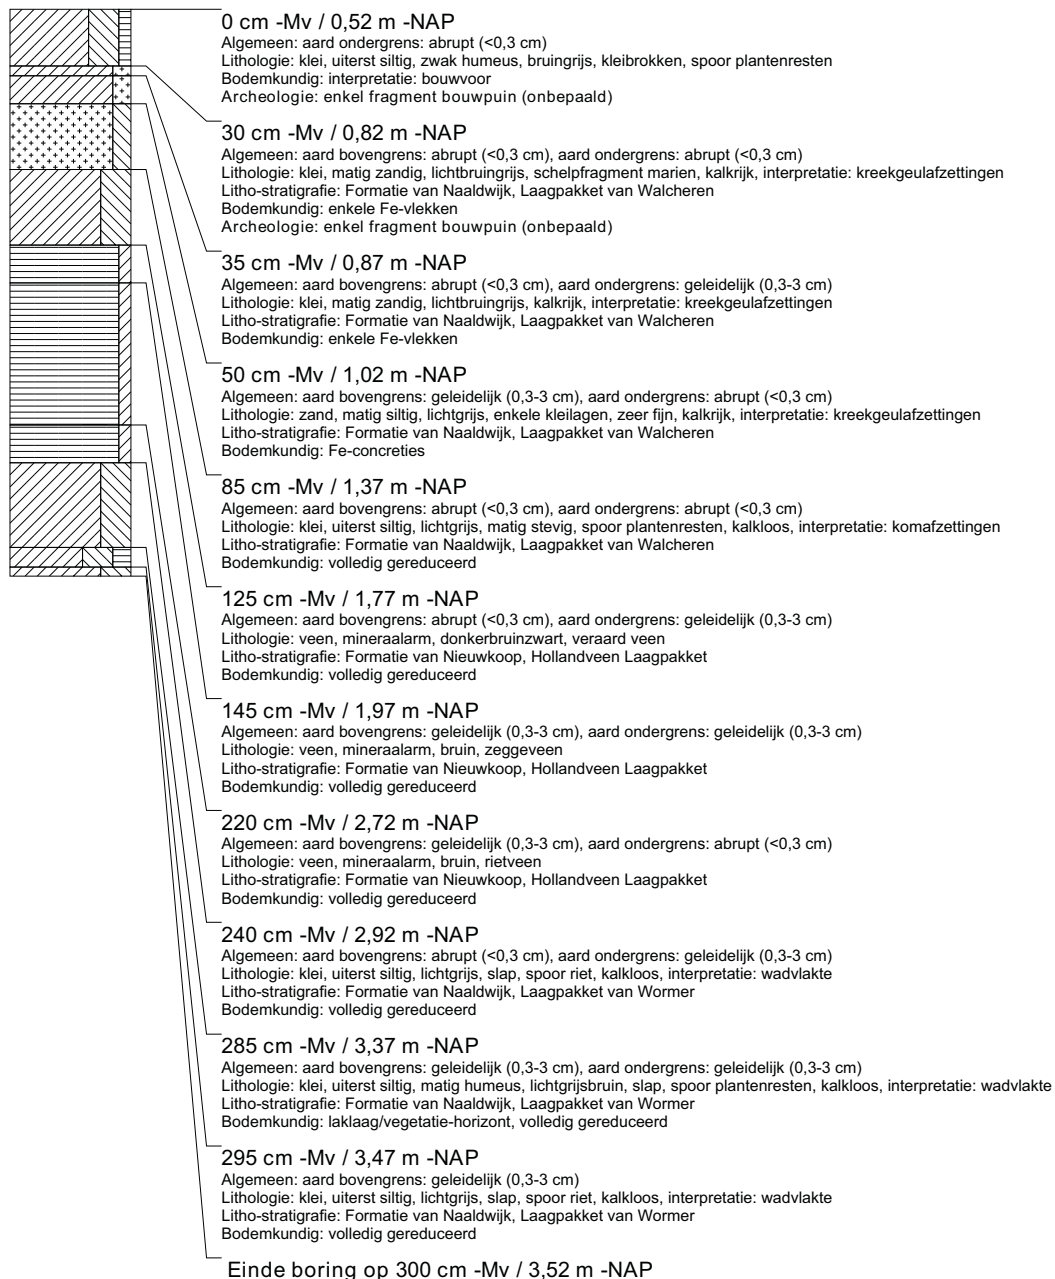 0 cm -Mv / 0,52 m -NAP
Algemeen: aard ondergrens: abrupt (<0,3 cm)
Lithologie: klei, uiterst siltig, zwak humeus, bruingrijs, kleibrokken, spoor plantenresten
Bodemkundig: interpretatie: bouwvoor
Archeologie: enkel fragment bouwpuin (onbepaald)
30 cm -Mv / 0,82 m -NAP
Algemeen: aard bovengrens: abrupt (<0,3 cm), aard ondergrens: abrupt (<0,3 cm)
Lithologie: klei, matig zandig, lichtbruingrijs, schelpfragment marien, kalkrijk, interpretatie: kreekgeulafzettingen
Litho-stratigrafie: Formatie van Naaldwijk, Laagpakket van Walcheren
Bodemkundig: enkele Fe-vlekken
Archeologie: enkel fragment bouwpuin (onbepaald)
35 cm -Mv / 0,87 m -NAP
Algemeen: aard bovengrens: abrupt (<0,3 cm), aard ondergrens: geleidelijk (0,3-3 cm)
Lithologie: klei, matig zandig, lichtbruingrijs, kalkrijk, interpretatie: kreekgeulafzettingen
Litho-stratigrafie: Formatie van Naaldwijk, Laagpakket van Walcheren
Bodemkundig: enkele Fe-vlekken
50 cm -Mv / 1,02 m -NAP
Algemeen: aard bovengrens: geleidelijk (0,3-3 cm), aard ondergrens: abrupt (<0,3 cm)
Lithologie: zand, matig siltig, lichtgrijs, enkele kleilagen, zeer fijn, kalkrijk, interpretatie: kreekgeulafzettingen
Litho-stratigrafie: Formatie van Naaldwijk, Laagpakket van Walcheren
Bodemkundig: Fe-concreties
85 cm -Mv / 1,37 m -NAP
Algemeen: aard bovengrens: abrupt (<0,3 cm), aard ondergrens: abrupt (<0,3 cm)
Lithologie: klei, uiterst siltig, lichtgrijs, matig stevig, spoor plantenresten, kalkloos, interpretatie: komafzettingen
Litho-stratigrafie: Formatie van Naaldwijk, Laagpakket van Walcheren
Bodemkundig: volledig gereduceerd
125 cm -Mv / 1,77 m -NAP
Algemeen: aard bovengrens: abrupt (<0,3 cm), aard ondergrens: geleidelijk (0,3-3 cm)
Lithologie: veen, mineraalarm, donkerbruinzwart, veraard veen
Litho-stratigrafie: Formatie van Nieuwkoop, Hollandveen Laagpakket
Bodemkundig: volledig gereduceerd
145 cm -Mv / 1,97 m -NAP
Algemeen: aard bovengrens: geleidelijk (0,3-3 cm), aard ondergrens: geleidelijk (0,3-3 cm)
Lithologie: veen, mineraalarm, bruin, zeggeveen
Litho-stratigrafie: Formatie van Nieuwkoop, Hollandveen Laagpakket
Bodemkundig: volledig gereduceerd
220 cm -Mv / 2,72 m -NAP
Algemeen: aard bovengrens: geleidelijk (0,3-3 cm), aard ondergrens: abrupt (<0,3 cm)
Lithologie: veen, mineraalarm, bruin, rietveen
Litho-stratigrafie: Formatie van Nieuwkoop, Hollandveen Laagpakket
Bodemkundig: volledig gereduceerd
240 cm -Mv / 2,92 m -NAP
Algemeen: aard bovengrens: abrupt (<0,3 cm), aard ondergrens: geleidelijk (0,3-3 cm)
Lithologie: klei, uiterst siltig, lichtgrijs, slap, spoor riet, kalkloos, interpretatie: wadvlakte
Litho-stratigrafie: Formatie van Naaldwijk, Laagpakket van Wormer
Bodemkundig: volledig gereduceerd
285 cm -Mv / 3,37 m -NAP
Algemeen: aard bovengrens: geleidelijk (0,3-3 cm), aard ondergrens: geleidelijk (0,3-3 cm)
Lithologie: klei, uiterst siltig, matig humeus, lichtgrijsbruin, slap, spoor plantenresten, kalkloos, interpretatie: wadvlakte
Litho-stratigrafie: Formatie van Naaldwijk, Laagpakket van Wormer
Bodemkundig: laklaag/vegetatie-horizont, volledig gereduceerd
295 cm -Mv / 3,47 m -NAP
Algemeen: aard bovengrens: geleidelijk (0,3-3 cm)
Lithologie: klei, uiterst siltig, lichtgrijs, slap, spoor riet, kalkloos, interpretatie: wadvlakte
Litho-stratigrafie: Formatie van Naaldwijk, Laagpakket van Wormer
Bodemkundig: volledig gereduceerd
Einde boring op 300 cm -Mv / 3,52 m -NAP